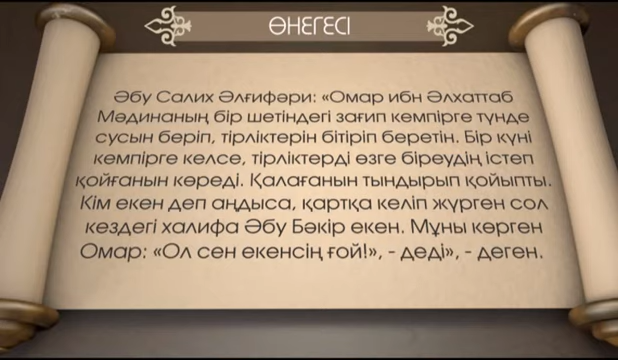 ӨНЕГЕСІ
Әбу Салих Әлғифәри: «Омар ибн Әлхаттаб
Мәдинаның бір шетіндегі зағип кемпірге түнде
сусын беріп, тірліктерін бітіріп беретін. Бір күні
кемпірге келсе, тірліктерді өзге біреудің істеп
қойғанын көреді. Қалағанын тындырып қойыпты.
Кім екен деп аңдыса, қартқа келіп жүрген сол
кездегі халифа Әбу Бәкір екен. Мұны көрген
Омар: «Ол сен екенсің ғой!», - деді», - деген.